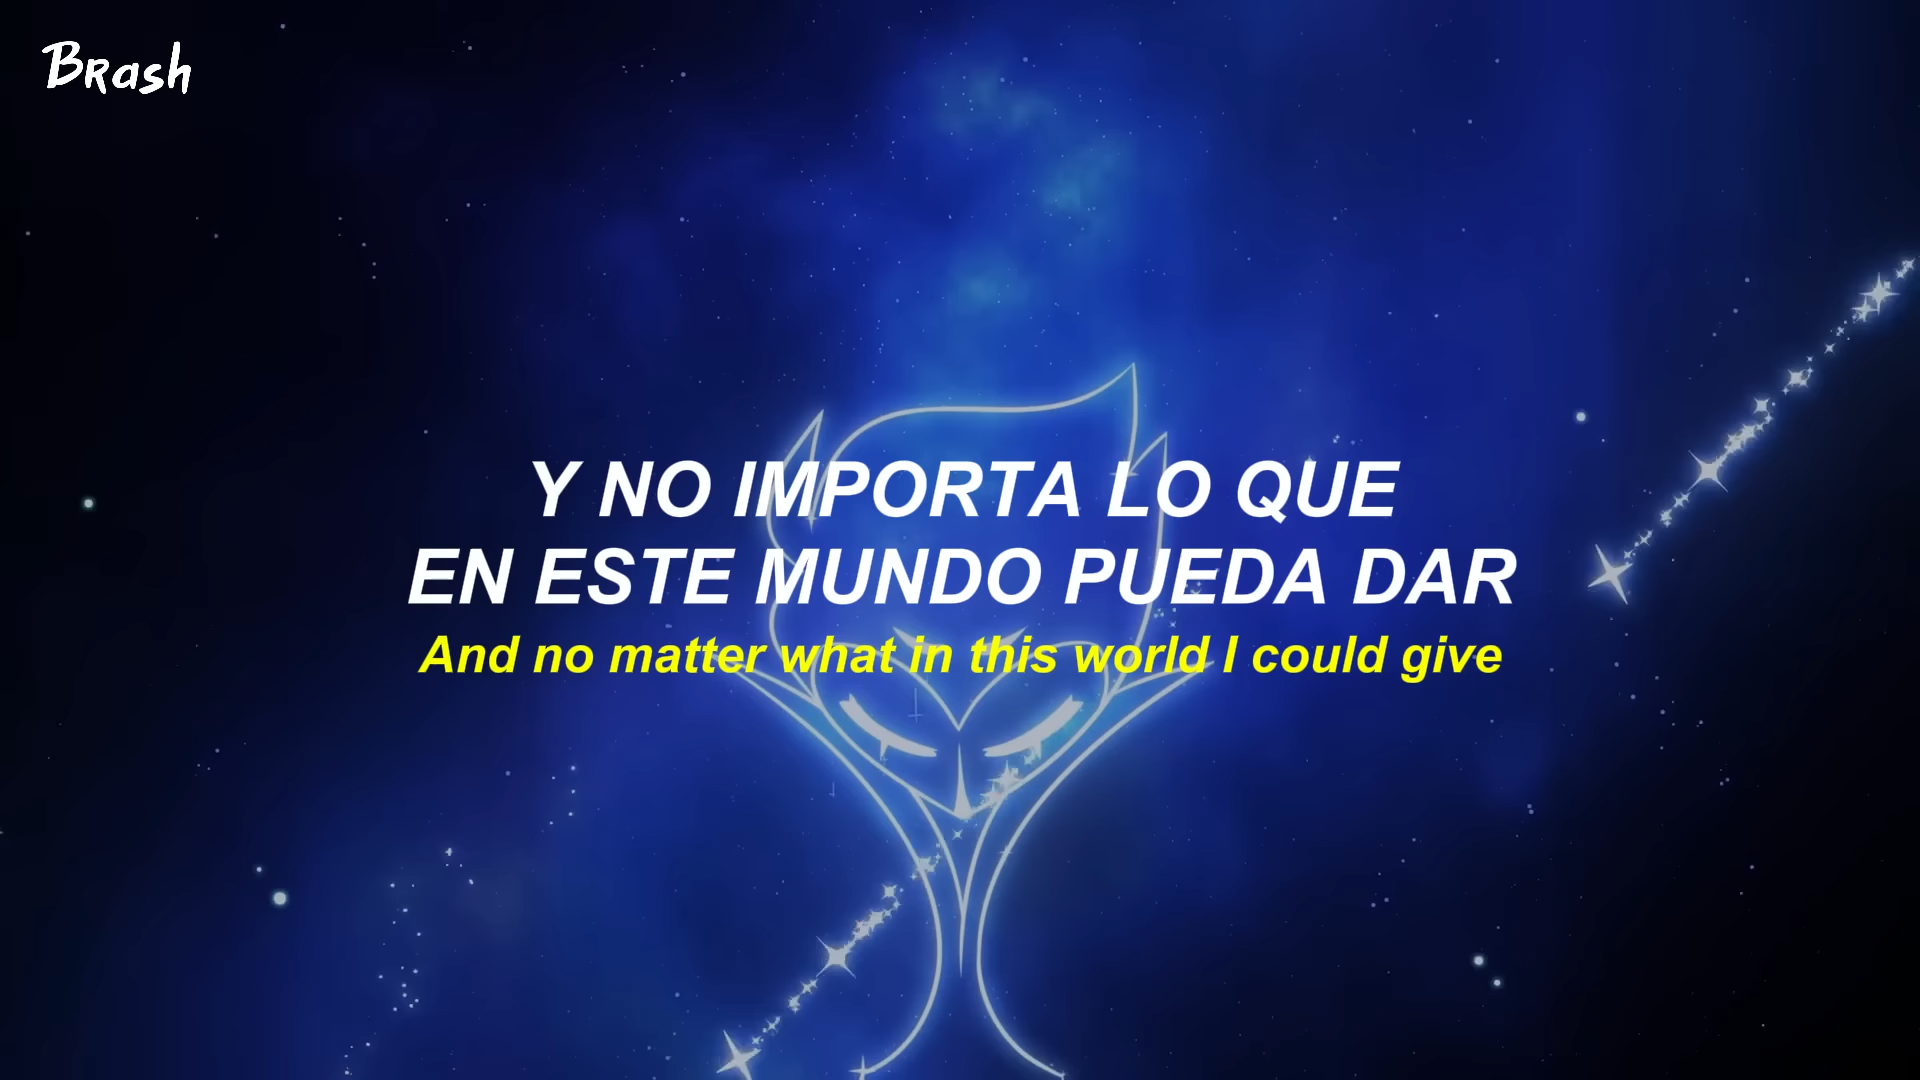 Brash
Y NO IMPORTA LO QUE
EN ESTE MUNDO PUEDA DAR
And no matter what in this world I could give